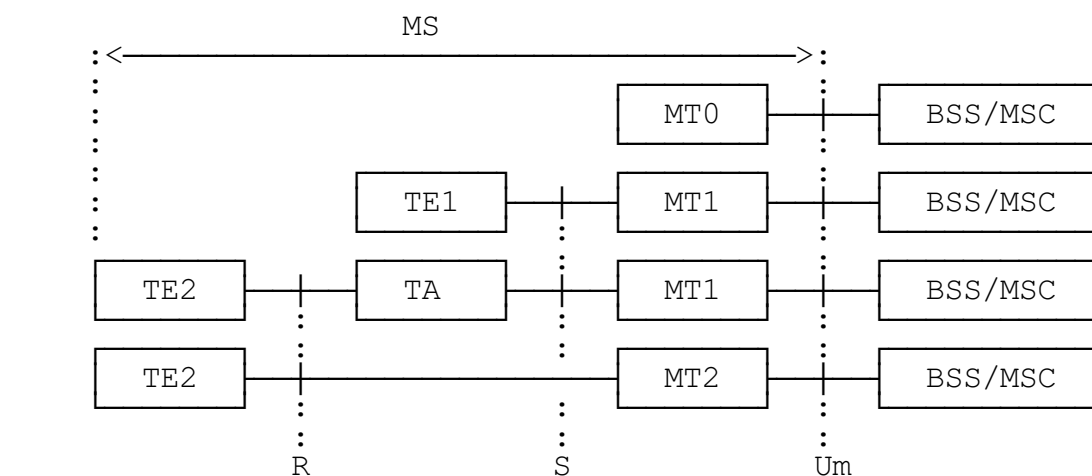 MS
MT0 BSS/MSC
TE1 MT1 BSS/MSC
TE2 TA MT1 BSS/MSC
TE2 MT2 BSS/MSC
R S Um